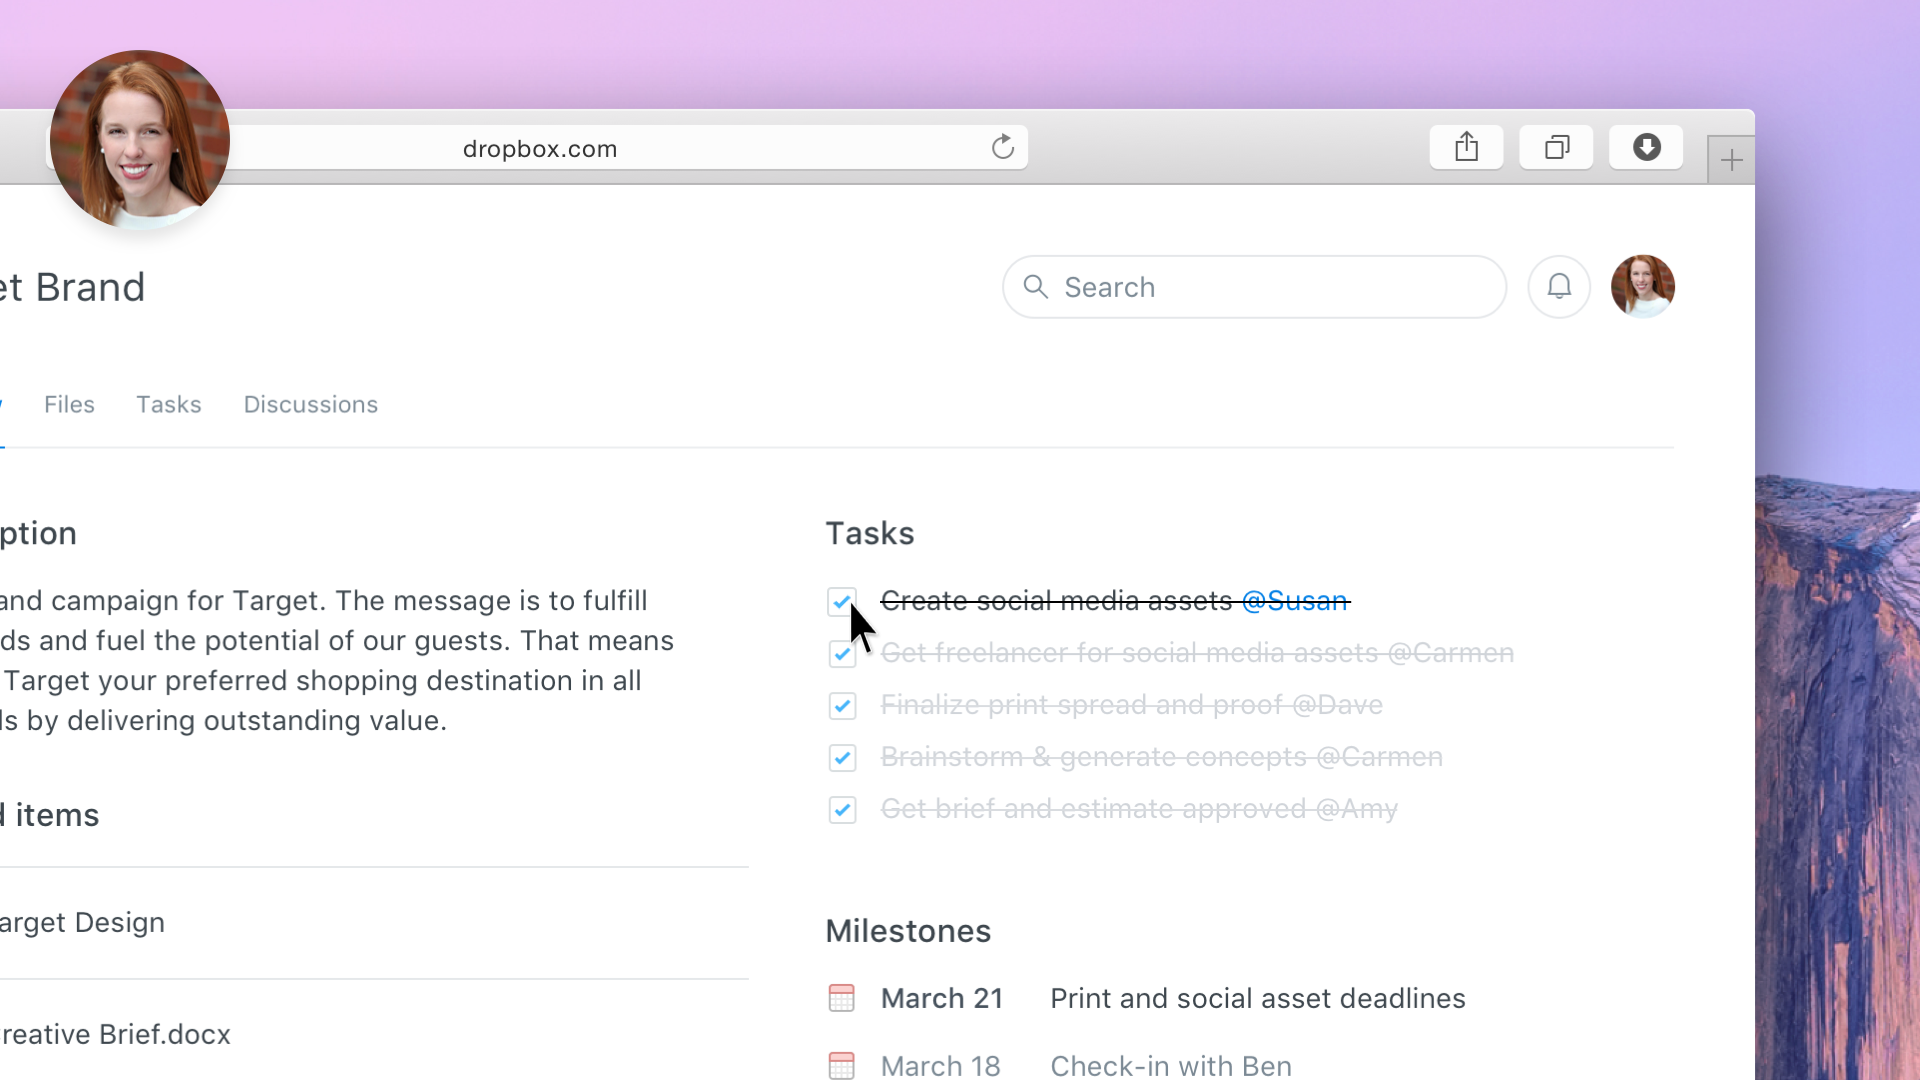 dropbox.com
et Brand
Search
Files
Tasks
Discussions
ption
and campaign for Target. The message is to fulfill
ds and fuel the potential of our guests. That means
Target your preferred shopping destination in all
ls by delivering outstanding value.
d items
arget Design
reative Brief.docx
Tasks
Create social media assets @Susan
Get freelancer for social media assets @Carmen
Finalize print spread and proof @Dave
Brainstorm & generate concepts @Carmen
Get brief and estimate approved @Amy
Milestones
March 21 Print and social asset deadlines
March 18 Check-in with Ben